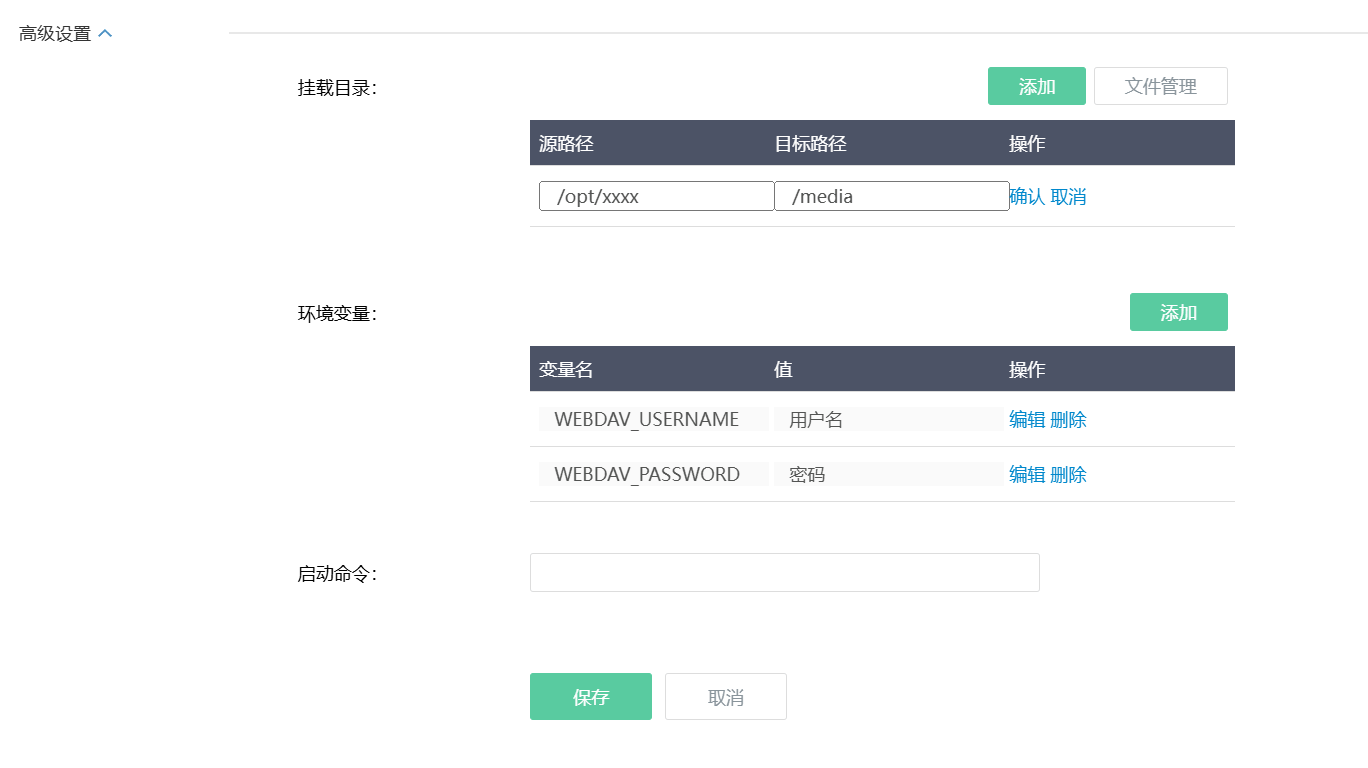 高级设置
挂载目录：
添加 文件管理
源路径 目标路径 操作
/opt/xxxx /media 确认 取消
环境变量：
添加
变量名 值 操作
WEBDAV_USERNAME 用户名 编辑 删除
WEBDAV_PASSWORD 密码 编辑 删除
启动命令：
保存 取消